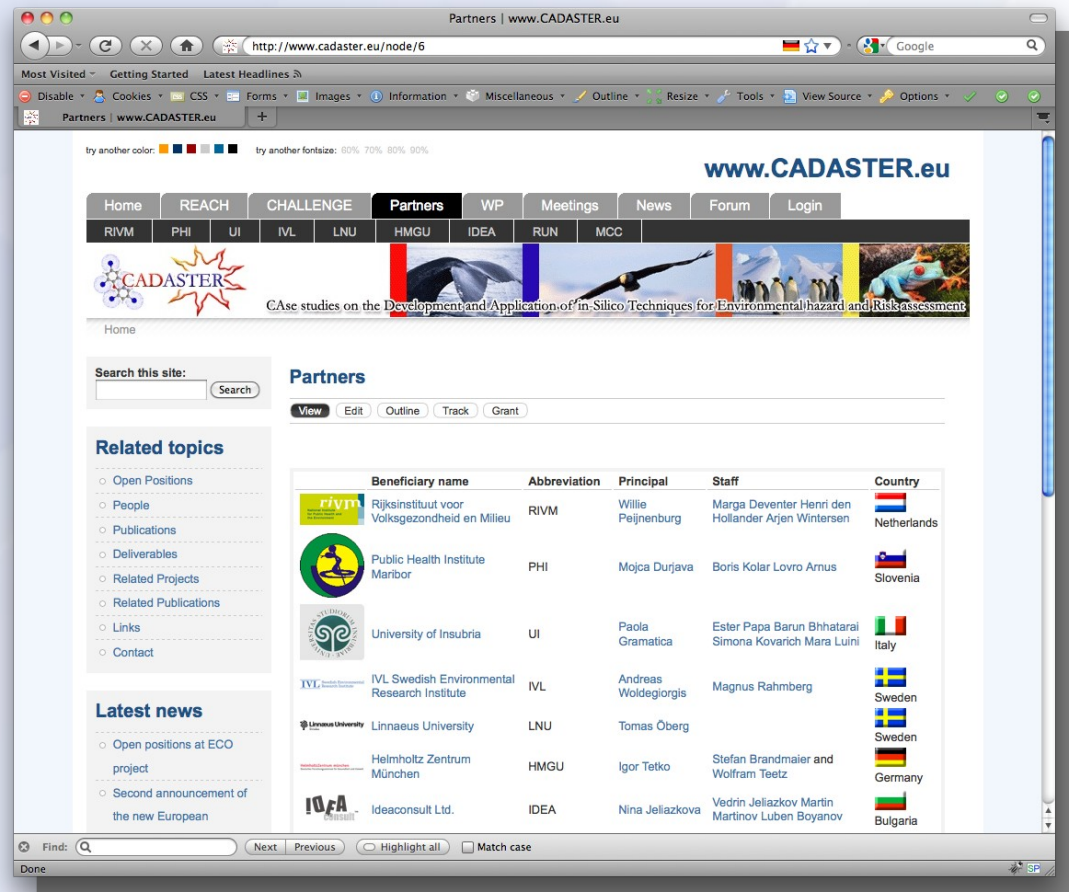 Partners | www.CADASTER.eu
http://www.cadaster.eu/node/6
Google
Most Visited Getting Started Latest Headlines
Disable Cookies CSS Forms Images Information Miscellaneous Outline Resize Tools View Source Options
Partners | www.CADASTER.eu +
try another color: try another fontsize: 60% 70% 80% 90%
www.CADASTER.eu
Home REACH CHALLENGE Partners WP Meetings News Forum Login
RIVM PHI UI IVL LNU HMGU IDEA RUN MCC
CADASTER
CAse studies on the Development and Application of in-Silico Techniques for Environmental hazard and Risk assessment
Home
Search this site:
Search
Related topics
Open Positions
People
Publications
Deliverables
Related Projects
Related Publications
Links
Contact
Latest news
Open positions at ECO
project
Second announcement of
the new European
Partners
View Edit Outline Track Grant
Beneficiary name Abbreviation Principal Staff Country
rivm
Rijksinstituut voor
Volksgezondheid en Milieu
RIVM
Willie
Peijnenburg
Marga Deventer Henri den
Hollander Arjen Wintersen
Netherlands
Public Health Institute
Maribor
PHI
Mojca Durjava
Boris Kolar Lovro Arnus
Slovenia
University of Insubria
UI
Paola
Gramatica
Ester Papa Barun Bhhatarai
Simona Kovarich Mara Luini
Italy
IVL Swedish Environmental
Research Institute
IVL Swedish Environmental
Research Institute
IVL
Andreas
Woldegiorgis
Magnus Rahmberg
Sweden
Linnæus University
Linnaeus University
LNU
Tomas Öberg
Sweden
HelmholtzZentrum münchen
Helmholtz Zentrum
München
HMGU
Igor Tetko
Stefan Brandmaier and
Wolfram Teetz
Germany
IDEA
consult
Ideaconsult Ltd.
IDEA
Nina Jeliazkova
Vedrin Jeliazkov Martin
Martinov Luben Boyanov
Bulgaria
Find: Next Previous Highlight all Match case
Done
SP